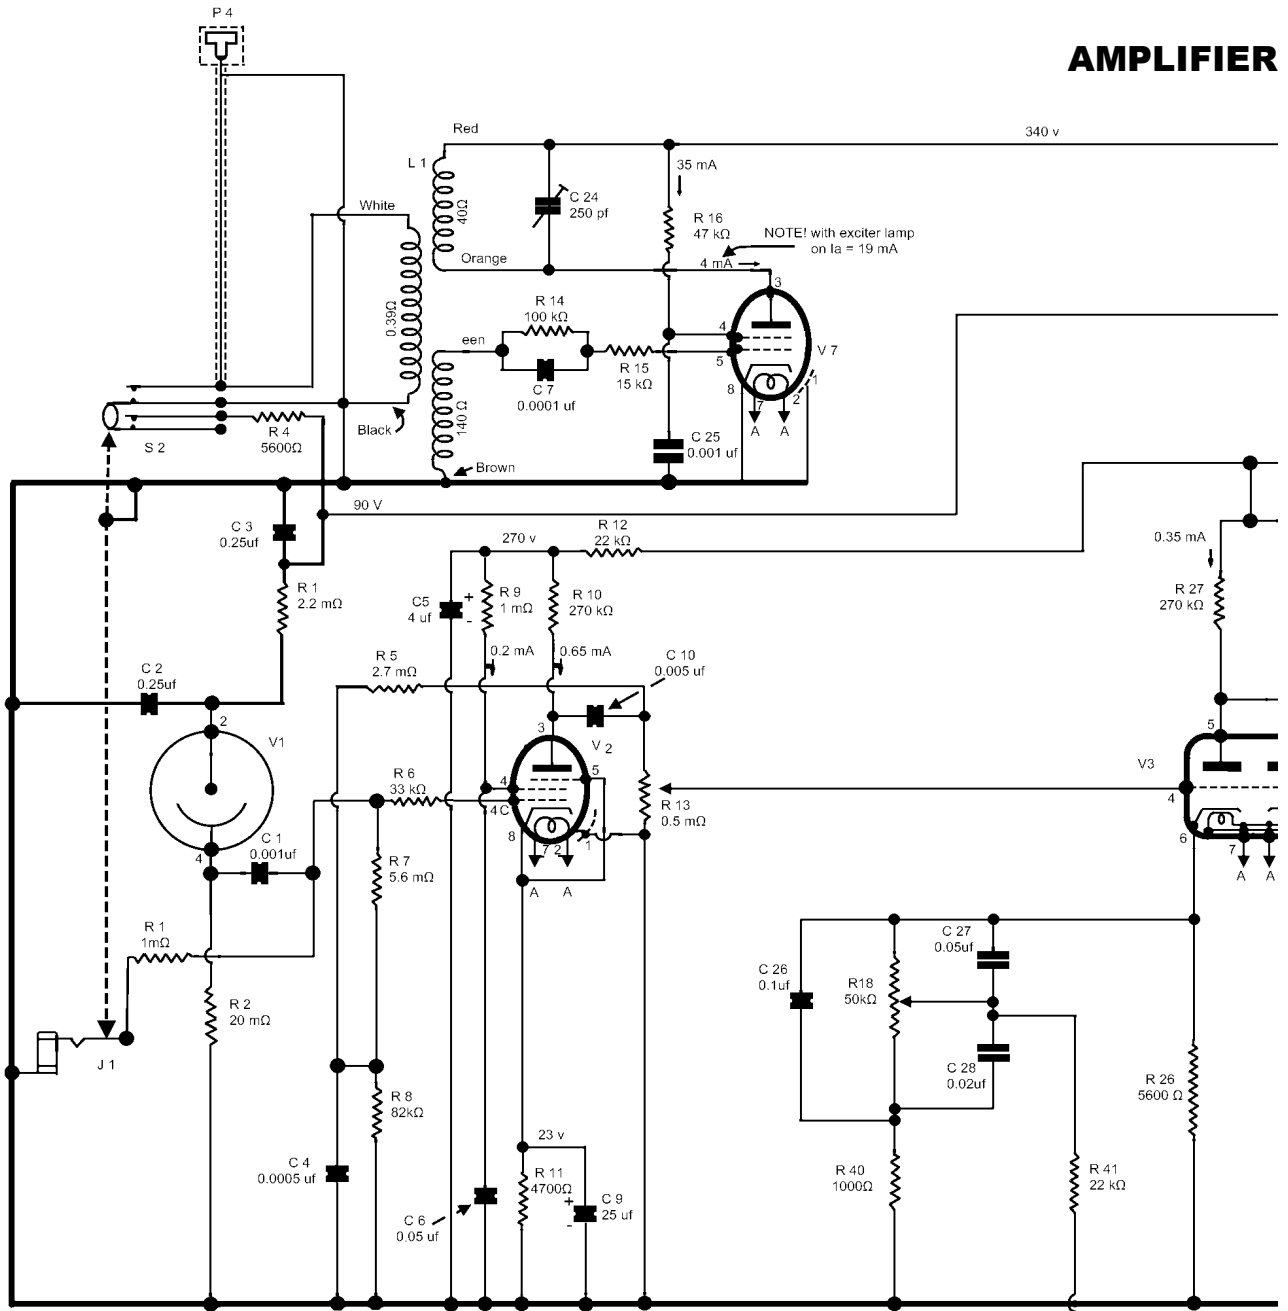 P 4
AMPLIFIER
Red
340 v
L 1
35 mA
C 24
250 pf
40Ω
White
R 16
47 kΩ
NOTE! with exciter lamp
on Ia = 19 mA
Orange
4 mA
3
0.39Ω
R 14
100 kΩ
een
4
5
V 7
R 15
15 kΩ
C 7
0.0001 uf
8
7
2
1
140 Ω
A A
Black
R 4
5600Ω
S 2
C 25
0.001 uf
Brown
90 V
C 3
0.25uf
270 v
R 12
22 kΩ
0.35 mA
R 1
2.2 mΩ
C5
4 uf
+
-
R 9
1 mΩ
R 10
270 kΩ
R 27
270 kΩ
0.2 mA
0.65 mA
C 10
0.005 uf
R 5
2.7 mΩ
C 2
0.25uf
2
V1
3
V 2
5
5
V3
R 6
33 kΩ
4
4C
4
R 13
0.5 mΩ
C 1
0.001uf
4
8
7
2
1
6
7
R 7
5.6 mΩ
A A
A A
R 1
1mΩ
C 27
0.05uf
C 26
0.1uf
R18
50kΩ
R 2
20 mΩ
J 1
C 28
0.02uf
R 26
5600 Ω
R 8
82kΩ
23 v
C 4
0.0005 uf
R 11
4700Ω
R 40
1000Ω
R 41
22 kΩ
C 6
0.05 uf
+
-
C 9
25 uf